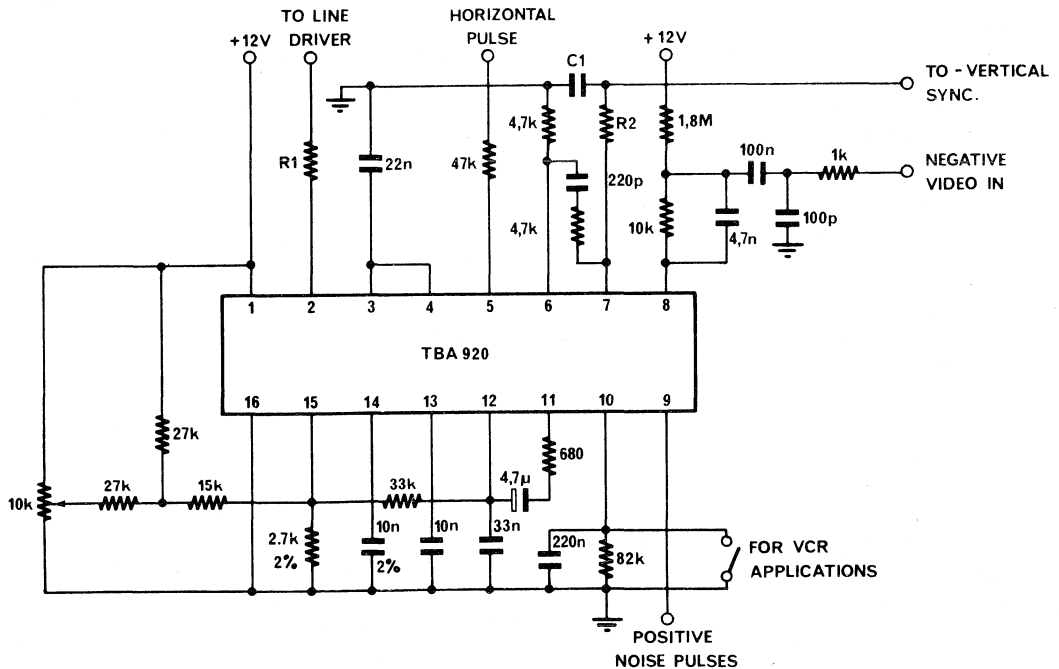 TO LINE
DRIVER
HORIZONTAL
PULSE
+12V
+12V
C1
TO - VERTICAL
SYNC.
R1
22n
47k
4,7k
R2
1,8M
220p
4,7k
100n
1k
NEGATIVE
VIDEO IN
10k
4,7n
100p
1 2 3 4 5 6 7 8
TBA 920
16 15 14 13 12 11 10 9
27k
10k
27k
15k
33k
4,7µ
680
2.7k
2%
10n
2%
10n
33n
220n
82k
FOR VCR
APPLICATIONS
POSITIVE
NOISE PULSES